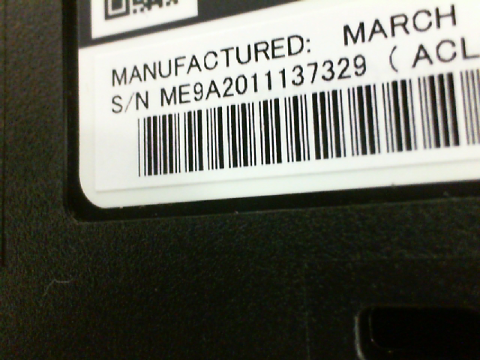 MANUFACTURED: MARCH
S/N ME9A2011137329 ( ACL